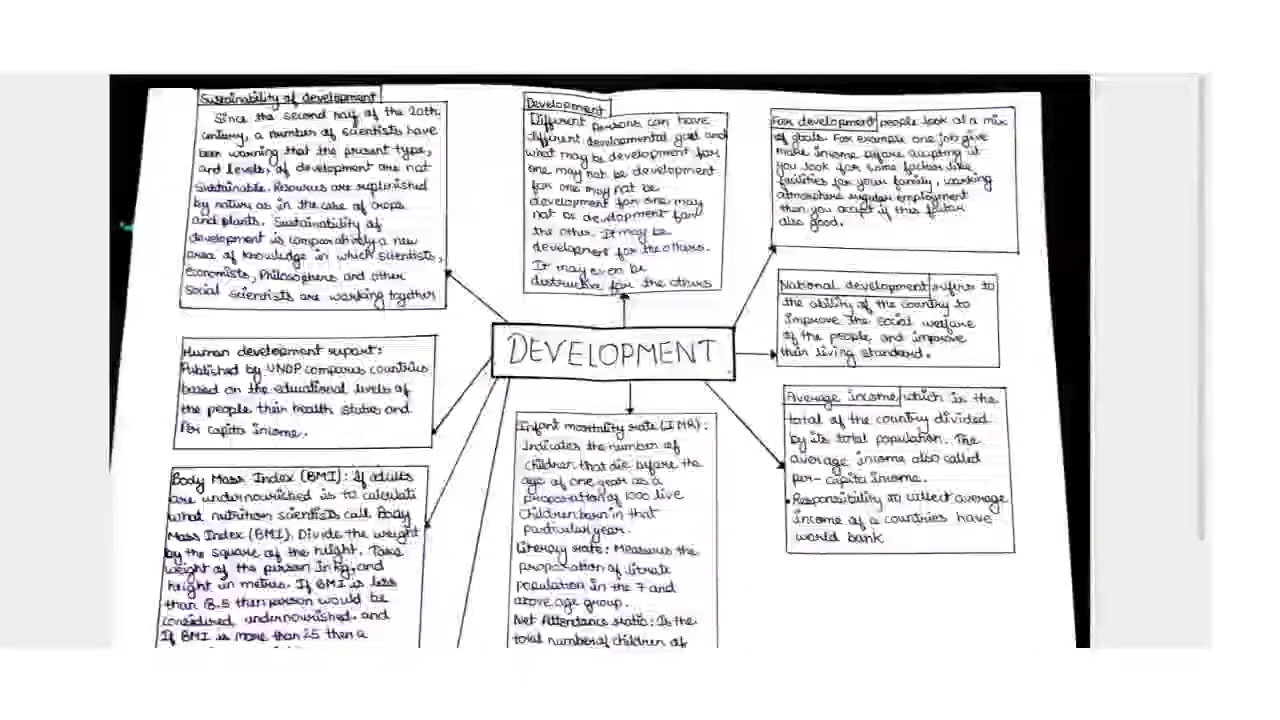 Sustainability of development
Since the second hay of the 20th
century, a number of scientists have
been warning that the present type,
and levels, of development are not
sustainable. Resources are replenished
by nature as in the case of crops
and plants. Sustainability of
development is comparatively a new
area of knowledge in which scientists,
economists, Philosophers and other
social scientists are working together
Development
Different persons can have
different developmental goal and
what may be development for
one may not be development
for one may not be
development for one may
not be development for
the other. It may be
development for the others.
It may even be
destructive for the others
For development people look at a mix
of goals. For example one job give
make income before accepting it
you look for some factors like
facilities for your family, working
atmosphere regular employment
then you accept if this factor
also good.
DEVELOPMENT
National development refers to
the ability of the country to
improve the social welfare
of the people and improve
their living standard.
Human development report:
Published by UNDP compares countries
based on the educational levels of
the people their health status and
Per capita income.
Average income which is the
total of the country divided
by its total population. The
average income also called
per-capita income.
Responsibility to collect average
income of a countries have
world bank
Infant mortality rate (IMR):
Indicates the number of
children that die before the
age of one year as a
proporation of 1000 live
Children born in that
particular year.
Literacy rate: Measures the
proporation of litrate
population in the 7 and
above age group.
Net Attendance ratio: Is the
total number of children of
Body Mass Index (BMI): if adults
are undernourished is to calculate
what nutrition scientists call Body
Mass Index (BMI). Divide the weight
by the square of the height. Take
weight of the person in kg, and
height in metres. If BMI is less
than 18.5 then person would be
considered undernourished. and
If BMI is more than 25 then a